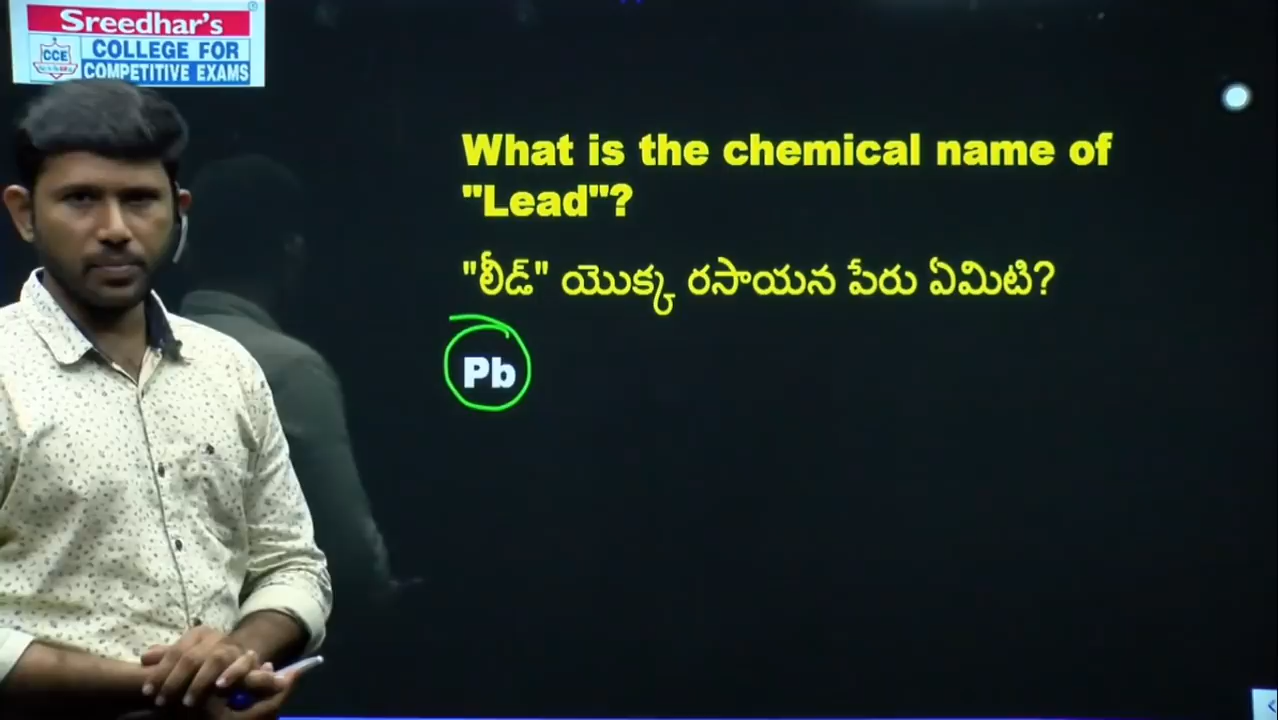 Sreedhar's
CCE
COLLEGE FOR
COMPETITIVE EXAMS
What is the chemical name of
"Lead"?
"లీడ్" యొక్క రసాయన పేరు ఏమిటి?
Pb